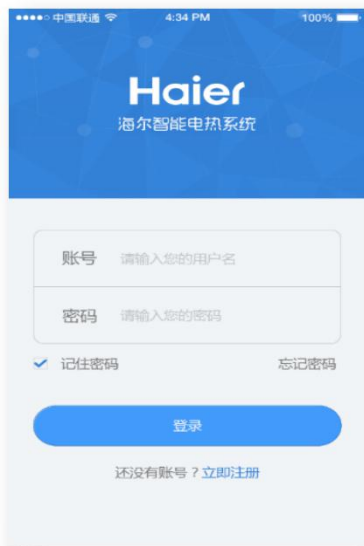 中国联通 4:34 PM 100%
Haier
海尔智能电热系统
账号 请输入您的用户名
密码 请输入您的密码
记住密码 忘记密码
登录
还没有账号？立即注册